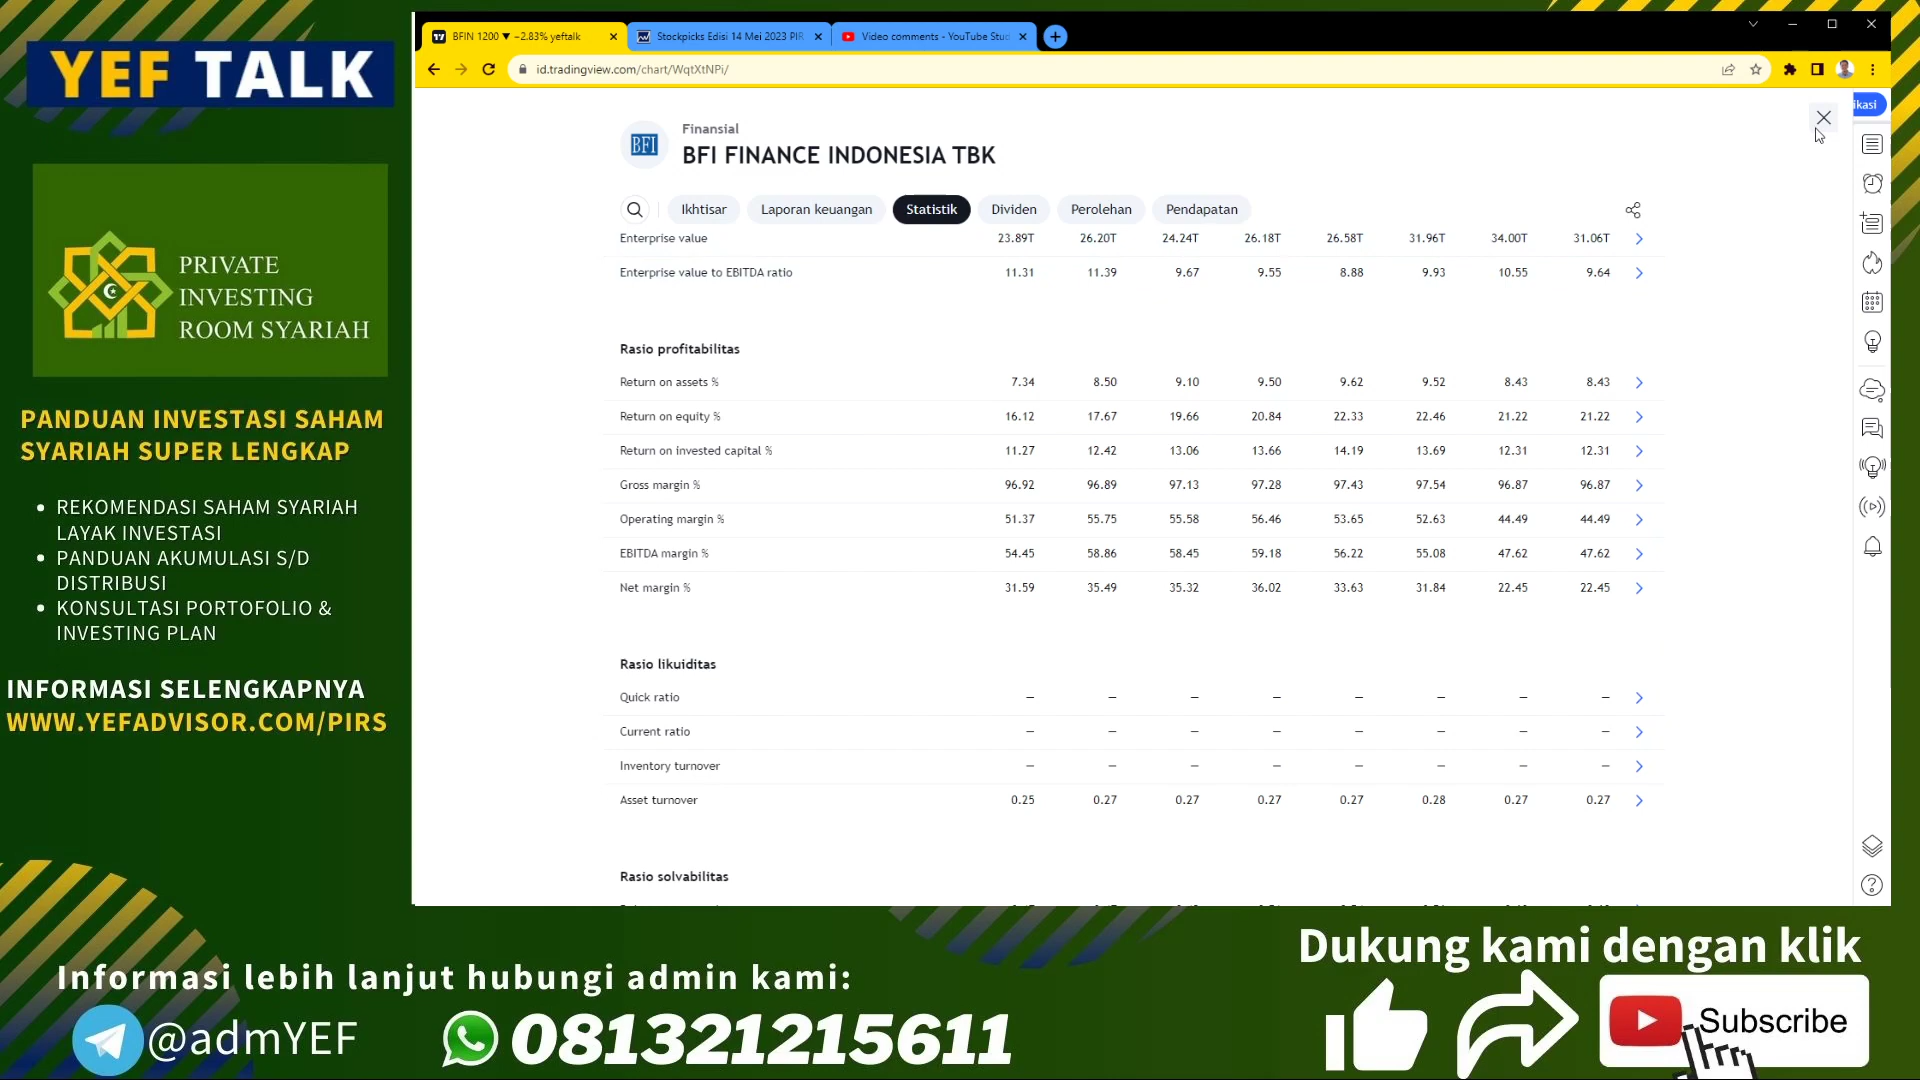 YEF TALK
PRIVATE
INVESTING
ROOM SYARIAH
PANDUAN INVESTASI SAHAM
SYARIAH SUPER LENGKAP
• REKOMENDASI SAHAM SYARIAH
LAYAK INVESTASI
• PANDUAN AKUMULASI S/D
DISTRIBUSI
• KONSULTASI PORTOFOLIO &
INVESTING PLAN
INFORMASI SELENGKAPNYA
WWW.YEFADVISOR.COM/PIRS
BFIN 1200 ▼ −2.83% yeftalk
Stockpicks Edisi 14 Mei 2023 PIR
Video comments - YouTube Stud
id.tradingview.com/chart/WqtXtNPi/
ikasi
BFI
Finansial
BFI FINANCE INDONESIA TBK
Ikhtisar Laporan keuangan Statistik Dividen Perolehan Pendapatan
Enterprise value 23.89T 26.20T 24.24T 26.18T 26.58T 31.96T 34.00T 31.06T
Enterprise value to EBITDA ratio 11.31 11.39 9.67 9.55 8.88 9.93 10.55 9.64
Rasio profitabilitas
Return on assets % 7.34 8.50 9.10 9.50 9.62 9.52 8.43 8.43
Return on equity % 16.12 17.67 19.66 20.84 22.33 22.46 21.22 21.22
Return on invested capital % 11.27 12.42 13.06 13.66 14.19 13.69 12.31 12.31
Gross margin % 96.92 96.89 97.13 97.28 97.43 97.54 96.87 96.87
Operating margin % 51.37 55.75 55.58 56.46 53.65 52.63 44.49 44.49
EBITDA margin % 54.45 58.86 58.45 59.18 56.22 55.08 47.62 47.62
Net margin % 31.59 35.49 35.32 36.02 33.63 31.84 22.45 22.45
Rasio likuiditas
Quick ratio — — — — — — — —
Current ratio — — — — — — — —
Inventory turnover — — — — — — — —
Asset turnover 0.25 0.27 0.27 0.27 0.27 0.28 0.27 0.27
Rasio solvabilitas
Informasi lebih lanjut hubungi admin kami:
@admYEF
081321215611
Dukung kami dengan klik
Subscribe